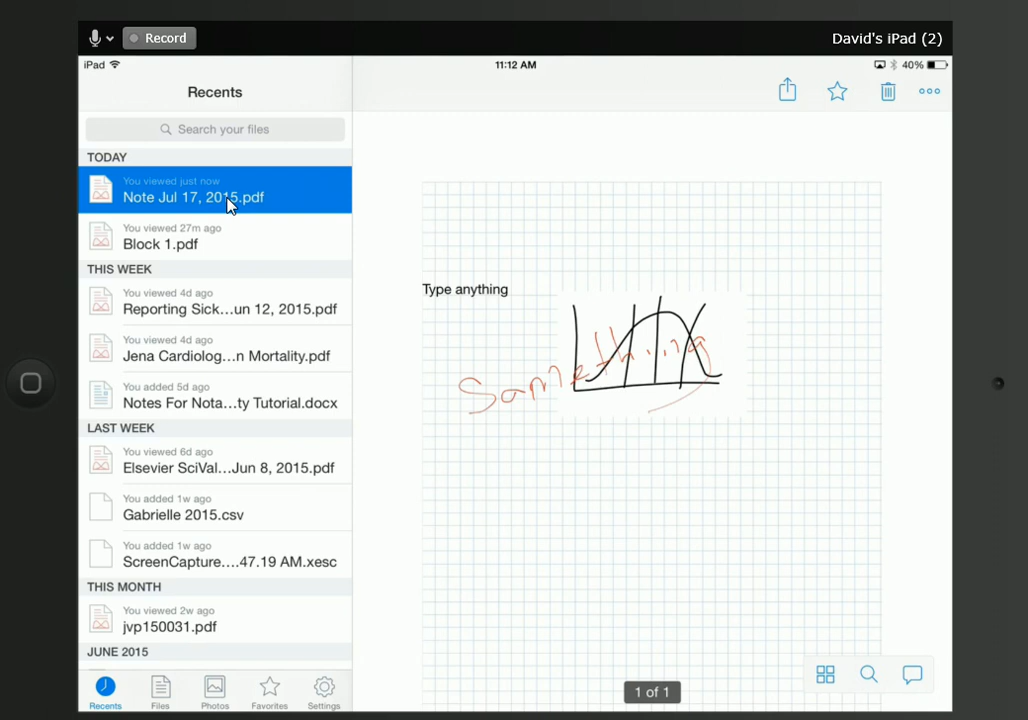 Record
David's iPad (2)
iPad
11:12 AM
40%
Recents
Search your files
TODAY
You viewed just now
Note Jul 17, 2015.pdf
You viewed 27m ago
Block 1.pdf
THIS WEEK
You viewed 4d ago
Reporting Sick...un 12, 2015.pdf
You viewed 4d ago
Jena Cardiolog...n Mortality.pdf
You added 5d ago
Notes For Nota...ty Tutorial.docx
LAST WEEK
You viewed 6d ago
Elsevier SciVal...Jun 8, 2015.pdf
You added 1w ago
Gabrielle 2015.csv
You added 1w ago
ScreenCapture....47.19 AM.xesc
THIS MONTH
You viewed 2w ago
jvp150031.pdf
JUNE 2015
Recents
Files
Photos
Favorites
Settings
Type anything
Something
1 of 1